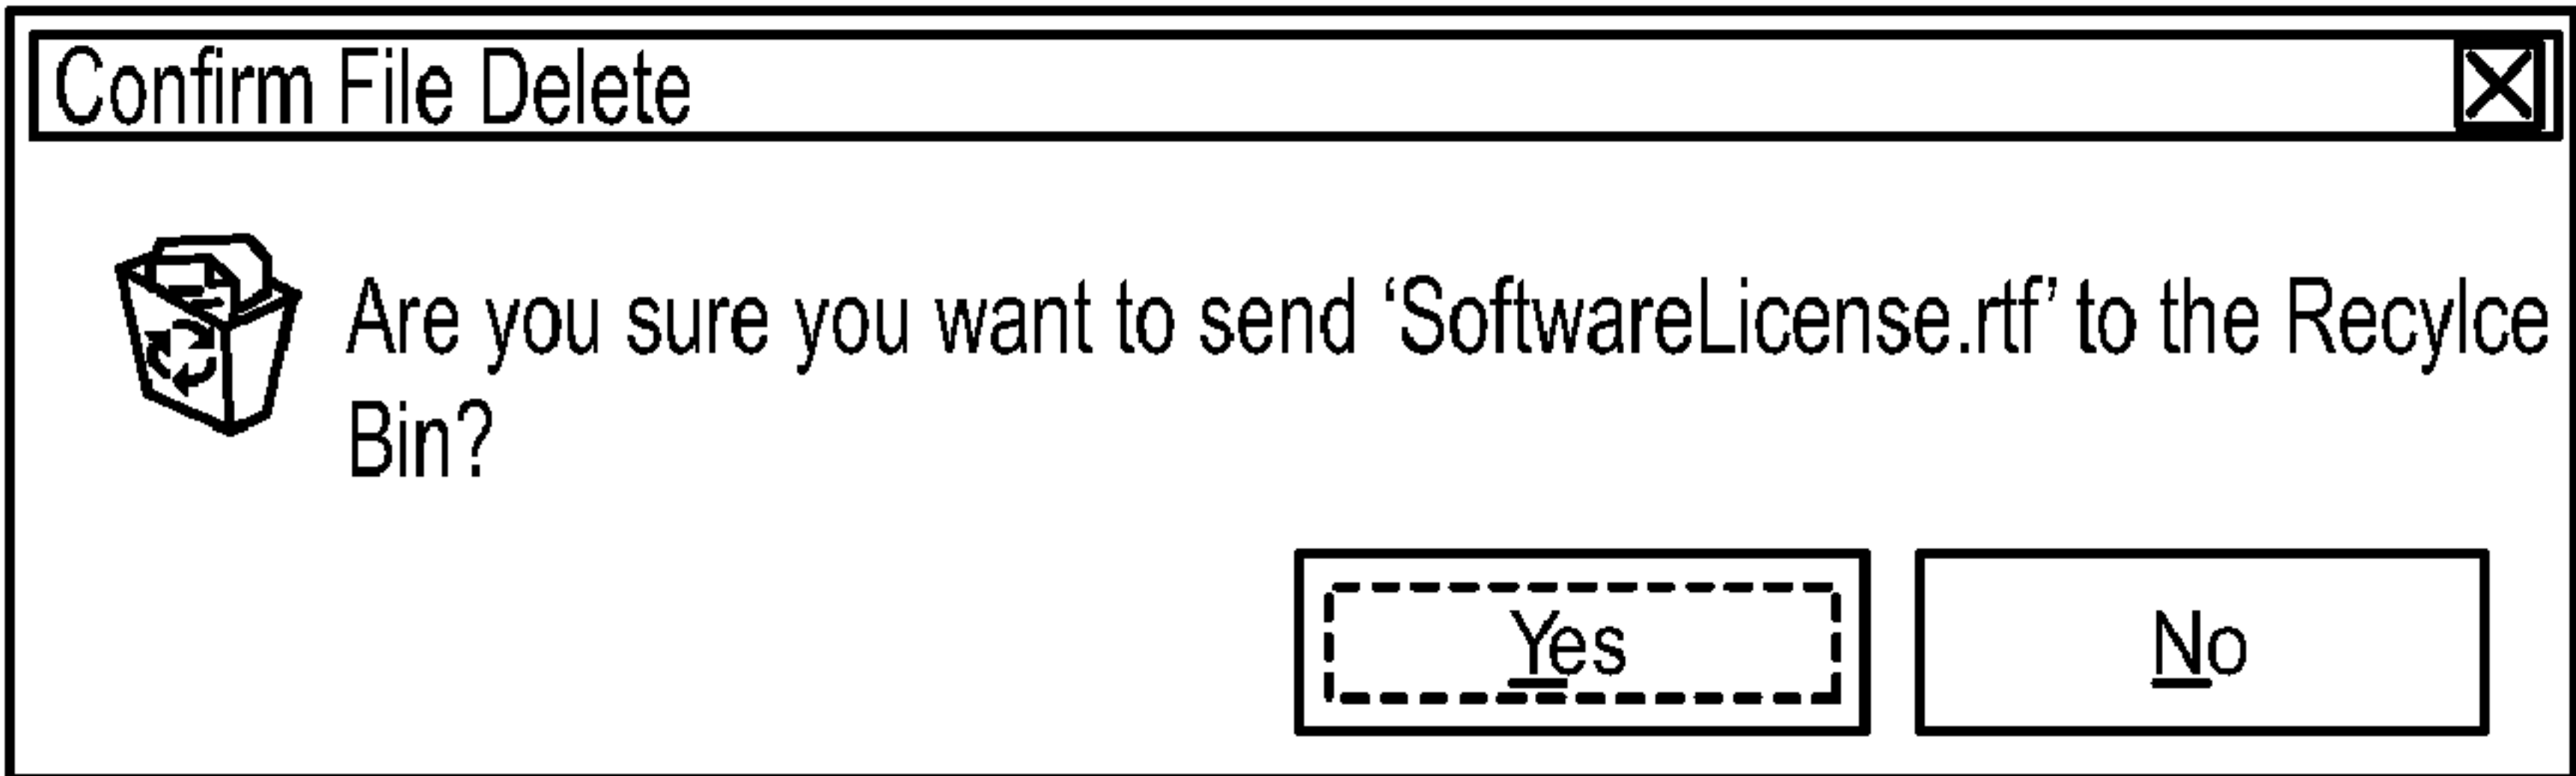 Confirm File Delete
Are you sure you want to send ‘SoftwareLicense.rtf’ to the Recylce
Bin?
Yes
No